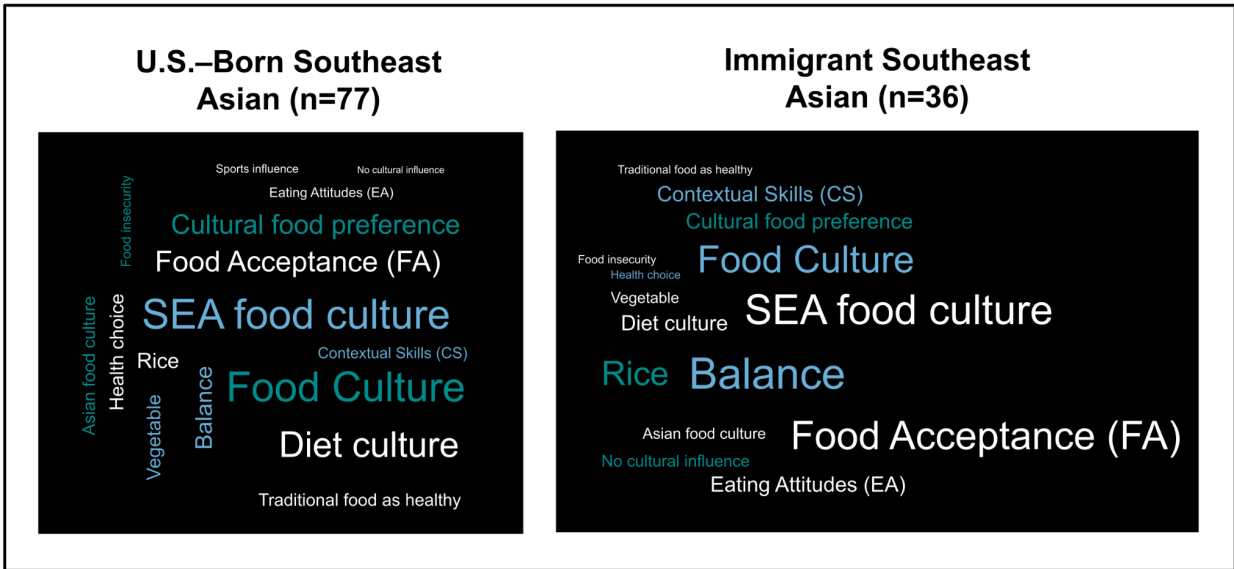 U.S.–Born Southeast
Asian (n=77)
Sports influence
No cultural influence
Eating Attitudes (EA)
Food insecurity
Cultural food preference
Food Acceptance (FA)
SEA food culture
Asian food culture
Health choice
Rice
Contextual Skills (CS)
Vegetable
Balance
Food Culture
Diet culture
Traditional food as healthy
Immigrant Southeast
Asian (n=36)
Traditional food as healthy
Contextual Skills (CS)
Cultural food preference
Food insecurity
Food Culture
Health choice
Vegetable
SEA food culture
Diet culture
Rice
Balance
Asian food culture
Food Acceptance (FA)
No cultural influence
Eating Attitudes (EA)